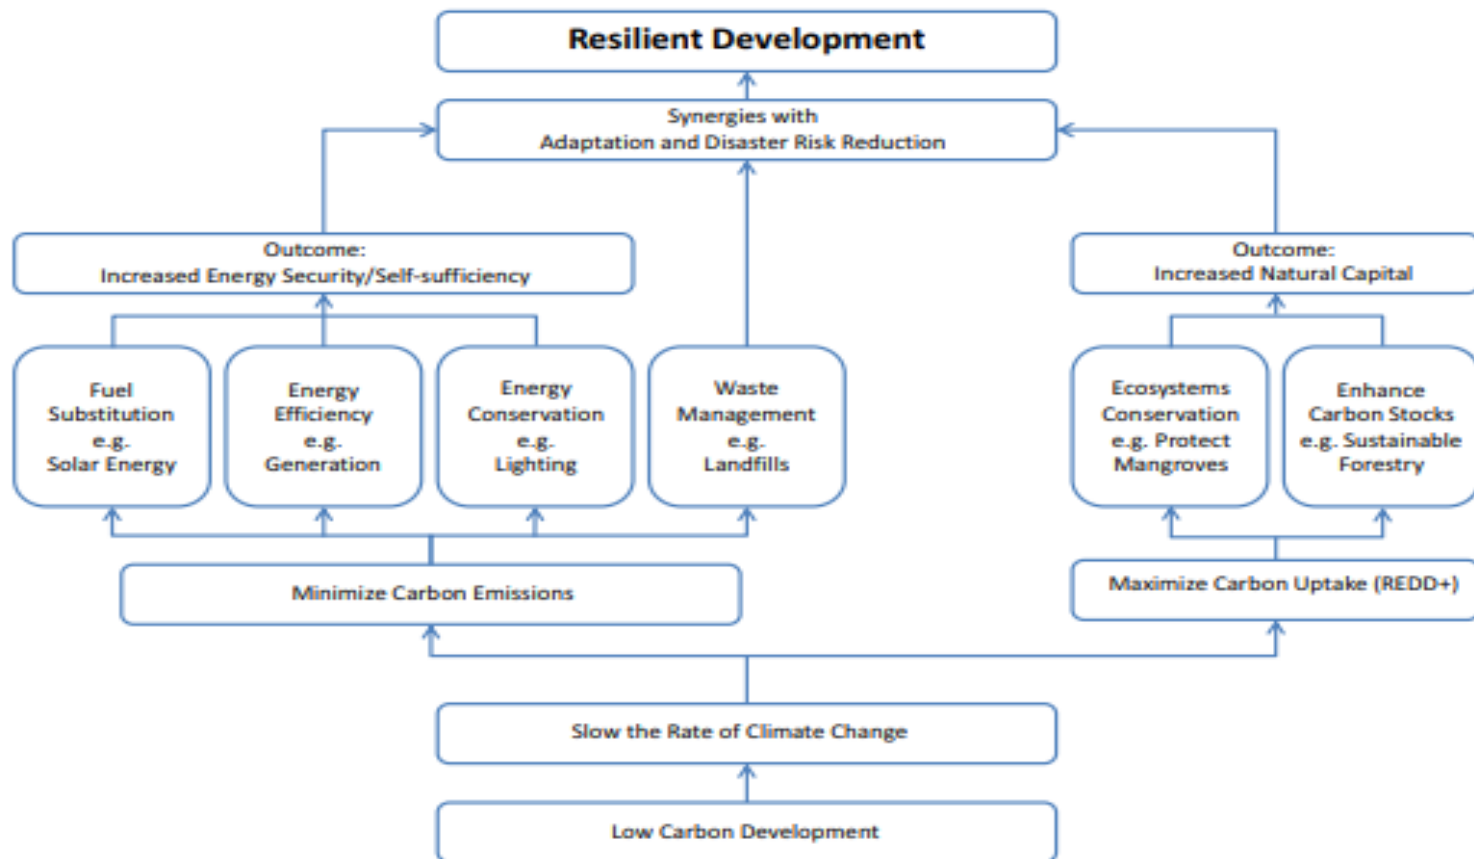 Resilient Development
Synergies with
Adaptation and Disaster Risk Reduction
Outcome:
Increased Energy Security/Self-sufficiency
Outcome:
Increased Natural Capital
Fuel
Substitution
e.g.
Solar Energy
Energy
Efficiency
e.g.
Generation
Energy
Conservation
e.g.
Lighting
Waste
Management
e.g.
Landfills
Ecosystems
Conservation
e.g. Protect
Mangroves
Enhance
Carbon Stocks
e.g. Sustainable
Forestry
Minimize Carbon Emissions
Maximize Carbon Uptake (REDD+)
Slow the Rate of Climate Change
Low Carbon Development